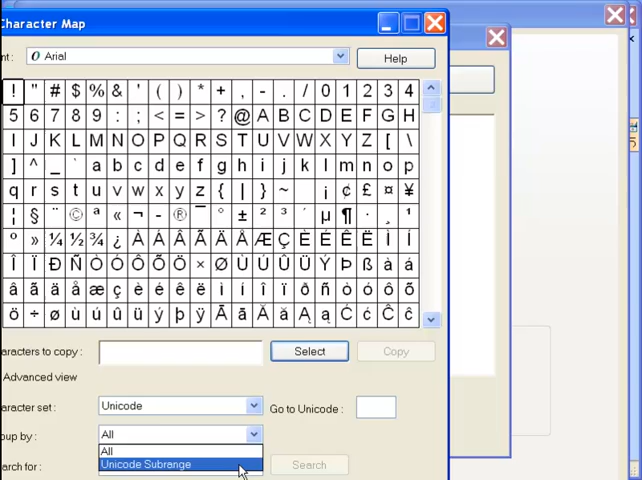 Character Map
nt : O Arial Help
! " # $ % & ' ( ) * + , - . / 0 1 2 3 4
5 6 7 8 9 : ; < = > ? @ A B C D E F G H
I J K L M N O P Q R S T U V W X Y Z [ \
] ^ _ ` a b c d e f g h i j k l m n o p
q r s t u v w x y z { | } ~ ¡ ¢ £ ¤ ¥
¦ § ¨ © ª « ¬ - ® ¯ ° ± ² ³ ´ µ ¶ · ¸ ¹
º » ¼ ½ ¾ ¿ À Á Â Ã Ä Å Æ Ç È É Ê Ë Ì Í
Î Ï Ð Ñ Ò Ó Ô Õ Ö × Ø Ù Ú Û Ü Ý Þ ß à á
â ã ä å æ ç è é ê ë ì í î ï ð ñ ò ó ô õ
ö ÷ ø ù ú û ü ý þ ÿ Ā ā Ă ă Ą ą Ć ć Ĉ ĉ
aracters to copy : Select Copy
Advanced view
aracter set : Unicode Go to Unicode :
oup by : All
All
Unicode Subrange
arch for : Search